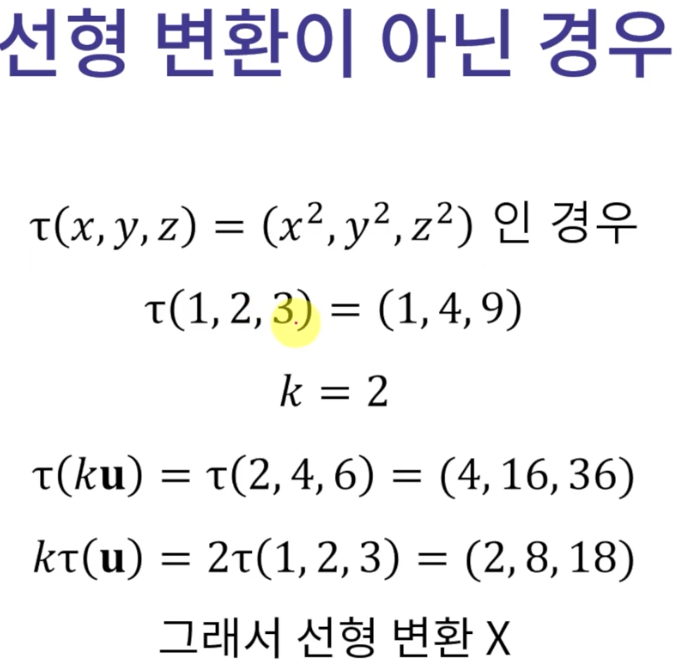 선형 변환이 아닌 경우
τ(x, y, z) = (x², y², z²) 인 경우
τ(1, 2, 3) = (1, 4, 9)
k = 2
τ(k𝐮) = τ(2, 4, 6) = (4, 16, 36)
kτ(𝐮) = 2τ(1, 2, 3) = (2, 8, 18)
그래서 선형 변환 X